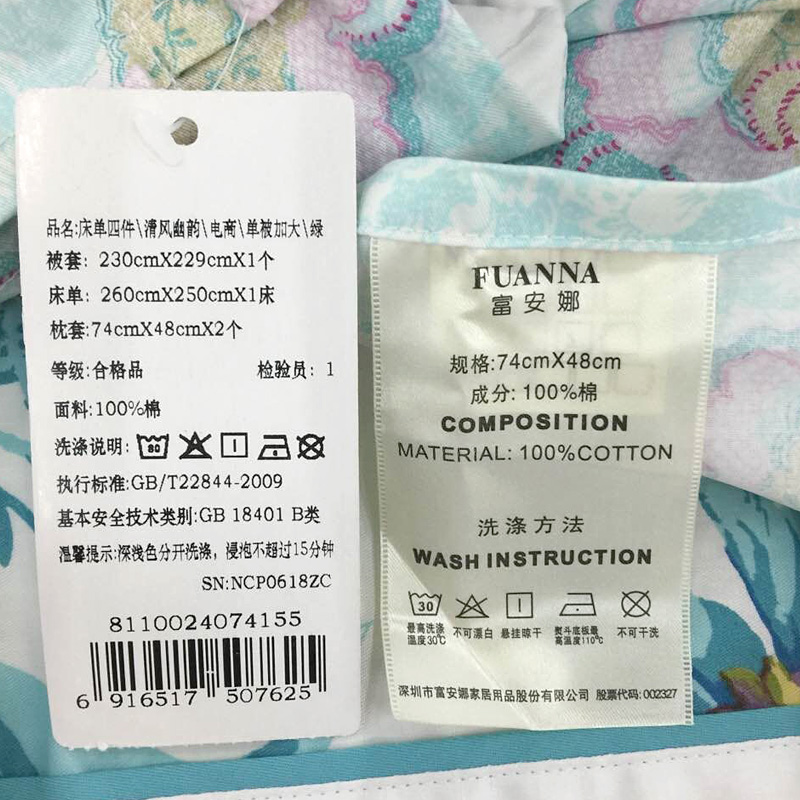 品名:床单四件\清风幽韵\电商\单被加大\绿
被套: 230cmX229cmX1个
床单: 260cmX250cmX1床
枕套:74cmX48cmX2个
等级:合格品 检验员: 1
面料:100%棉
洗涤说明: 80
执行标准:GB/T22844-2009
基本安全技术类别:GB 18401 B类
温馨提示:深浅色分开洗涤, 浸泡不超过15分钟
SN:NCP0618ZC
8110024074155
6 916517 507625
FUANNA
富安娜
规格:74cmX48cm
成分: 100%棉
COMPOSITION
MATERIAL: 100%COTTON
洗涤方法
WASH INSTRUCTION
30
最高洗涤温度30℃
不可漂白
悬挂晾干
熨斗底板最高温度110℃
不可干洗
深圳市富安娜家居用品股份有限公司 股票代码: 002327